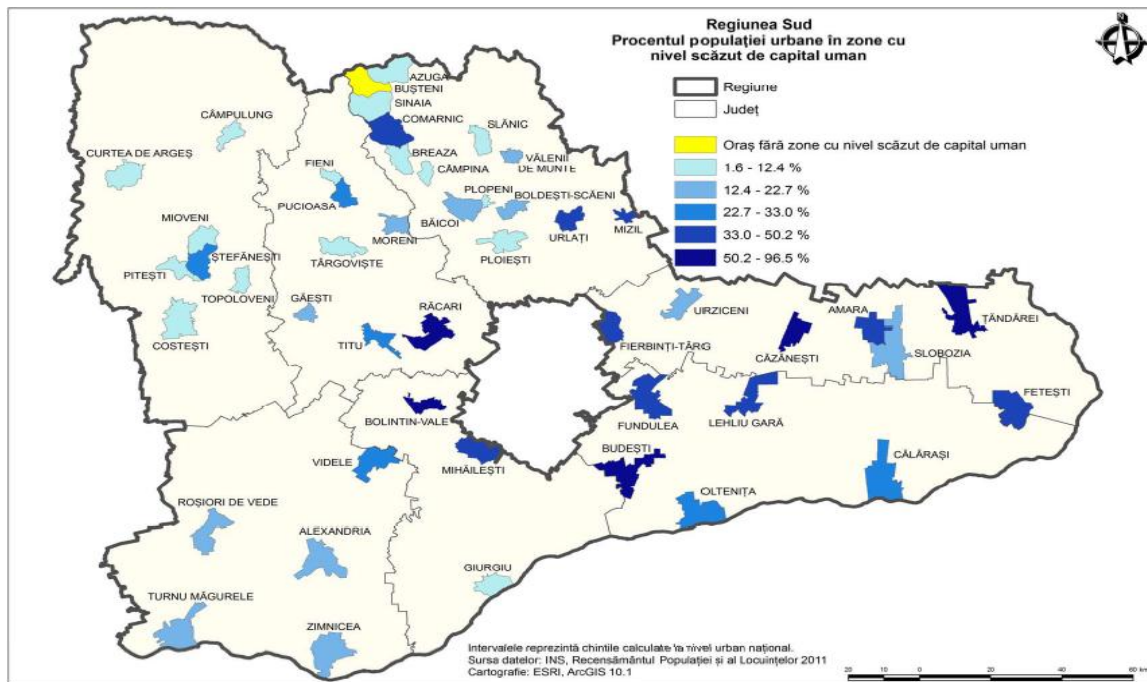 Regiunea Sud
Procentul populației urbane în zone cu
nivel scăzut de capital uman
Regiune
Județ
Oraș fără zone cu nivel scăzut de capital uman
1.6 - 12.4 %
12.4 - 22.7 %
22.7 - 33.0 %
33.0 - 50.2 %
50.2 - 96.5 %
AZUGA
BUȘTENI
SINAIA
COMARNIC
CÂMPULUNG
SLĂNIC
CURTEA DE ARGEȘ
BREAZA
VĂLENII
DE MUNTE
FIENI
CÂMPINA
PLOPENI
BOLDEȘTI-SCĂENI
PUCIOASA
MIOVENI
BĂICOI
MORENI
URLAȚI
MIZIL
ȘTEFĂNEȘTI
TÂRGOVIȘTE
PLOIEȘTI
PITEȘTI
TOPOLOVENI
GĂEȘTI
RĂCARI
URZICENI
AMARA
ȚĂNDĂREI
COSTEȘTI
TITU
FIERBINȚI-TÂRG
CĂZĂNEȘTI
SLOBOZIA
FETEȘTI
BOLINTIN-VALE
FUNDULEA
LEHLIU GARĂ
BUDEȘTI
VIDELE
MIHĂILEȘTI
CĂLĂRAȘI
OLTENIȚA
ROȘIORI DE VEDE
ALEXANDRIA
GIURGIU
TURNU MĂGURELE
ZIMNICEA
Intervalele reprezintă chintile calculate la nivel urban național.
Sursa datelor: INS, Recensământul Populației și al Locuințelor 2011
Cartografie: ESRI, ArcGIS 10.1
20 10 0 20 40 60 km